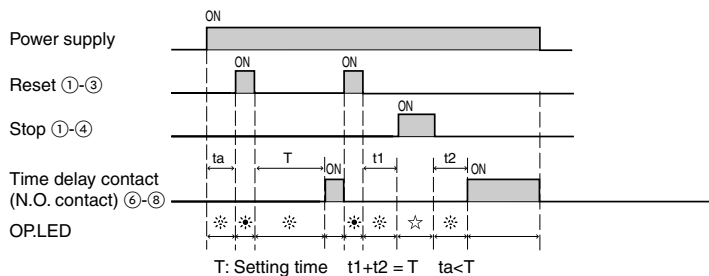 ON
Power supply
ON
ON
Reset ①-③
ON
Stop ①-④
ta
T
t1
t2
ON
ON
Time delay contact
(N.O. contact) ⑥-⑧
OP.LED
T: Setting time t1+t2 = T ta<T